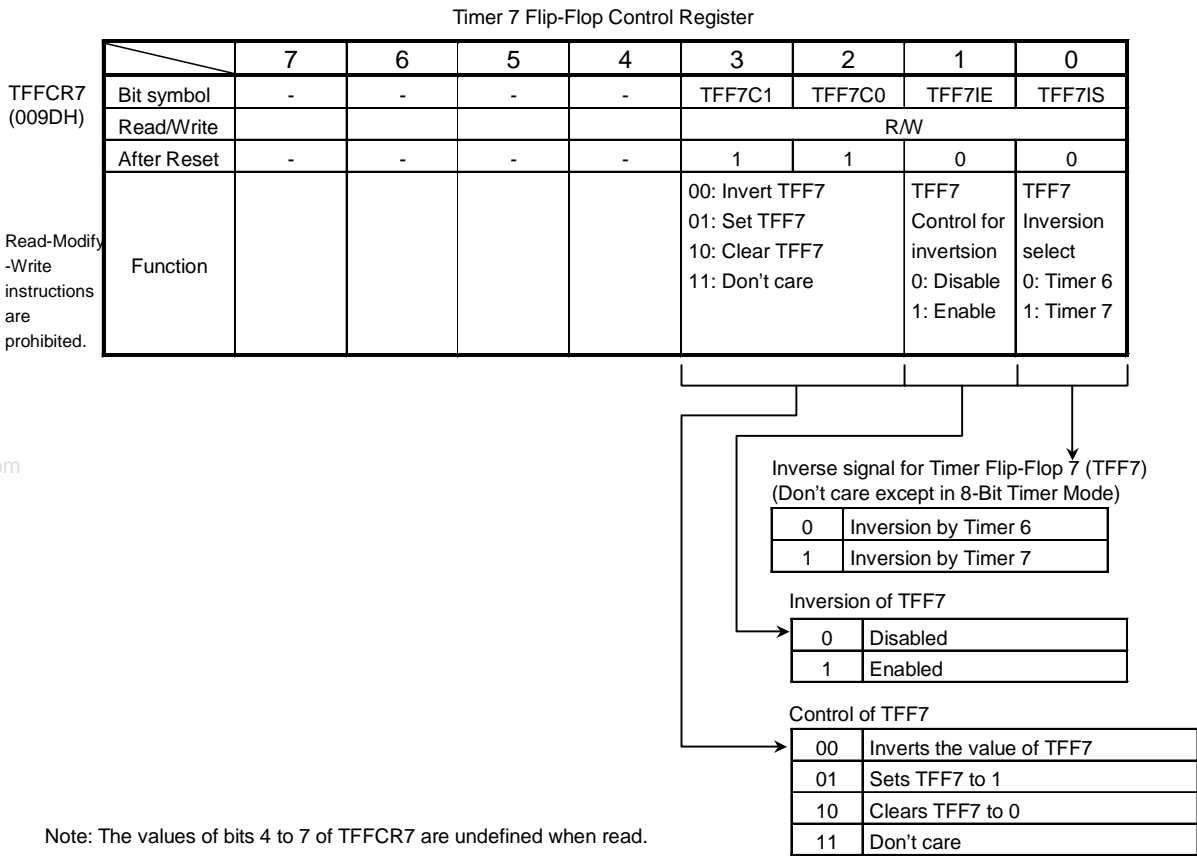 Timer 7 Flip-Flop Control Register
7 6 5 4 3 2 1 0
TFFCR7
(009DH)
Bit symbol - - - - TFF7C1 TFF7C0 TFF7IE TFF7IS
Read/Write R/W
After Reset - - - - 1 1 0 0
Read-Modify
-Write
instructions
are
prohibited.
Function
00: Invert TFF7
01: Set TFF7
10: Clear TFF7
11: Don't care
TFF7
Control for
invertsion
0: Disable
1: Enable
TFF7
Inversion
select
0: Timer 6
1: Timer 7
om
Inverse signal for Timer Flip-Flop 7 (TFF7)
(Don't care except in 8-Bit Timer Mode)
0 Inversion by Timer 6
1 Inversion by Timer 7
Inversion of TFF7
0 Disabled
1 Enabled
Control of TFF7
00 Inverts the value of TFF7
01 Sets TFF7 to 1
10 Clears TFF7 to 0
11 Don't care
Note: The values of bits 4 to 7 of TFFCR7 are undefined when read.